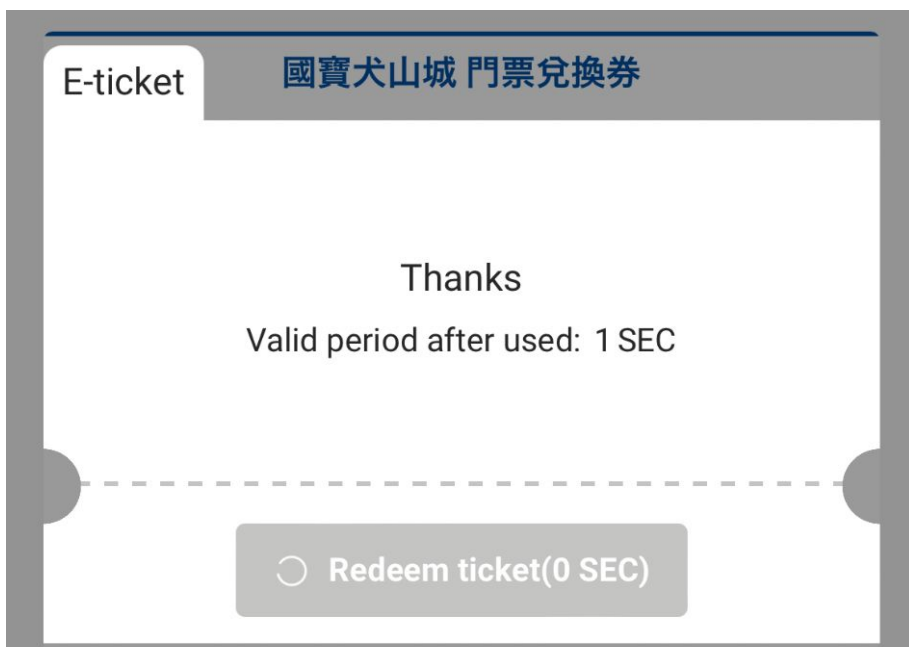 E-ticket
國寶犬山城 門票兌換券
Thanks
Valid period after used: 1 SEC
Redeem ticket(0 SEC)